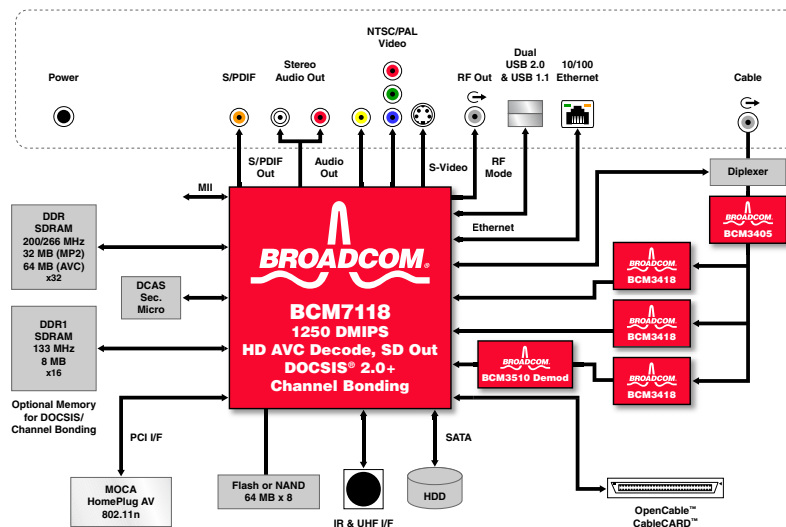 NTSC/PAL
Video
Power
S/PDIF
Stereo
Audio Out
RF Out
Dual
USB 2.0
& USB 1.1
10/100
Ethernet
Cable
S/PDIF
Out
Audio
Out
S-Video
RF
Mode
Diplexer
MII
Ethernet
BROADCOM®
BCM3405
DDR
SDRAM
200/266 MHz
32 MB (MP2)
64 MB (AVC)
x32
BROADCOM®
BCM7118
1250 DMIPS
HD AVC Decode, SD Out
DOCSIS® 2.0+
Channel Bonding
BROADCOM®
BCM3418
DCAS
Sec.
Micro
BROADCOM®
BCM3418
DDR1
SDRAM
133 MHz
8 MB
x16
BROADCOM®
BCM3510 Demod
BROADCOM®
BCM3418
Optional Memory
for DOCSIS/
Channel Bonding
PCI I/F
SATA
MOCA
HomePlug AV
802.11n
Flash or NAND
64 MB x 8
IR & UHF I/F
HDD
OpenCable™
CableCARD™